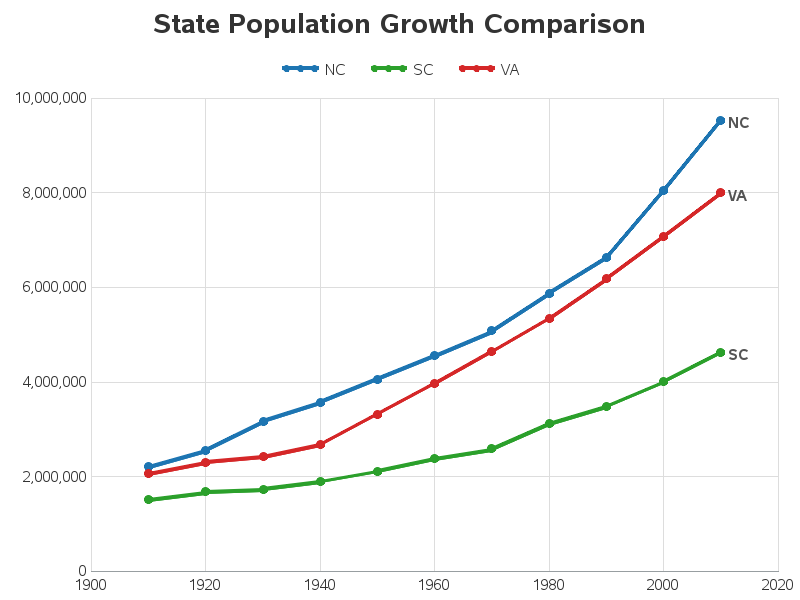 State Population Growth Comparison
NC SC VA
10,000,000
NC
8,000,000
VA
6,000,000
SC
4,000,000
2,000,000
0
1900 1920 1940 1960 1980 2000 2020